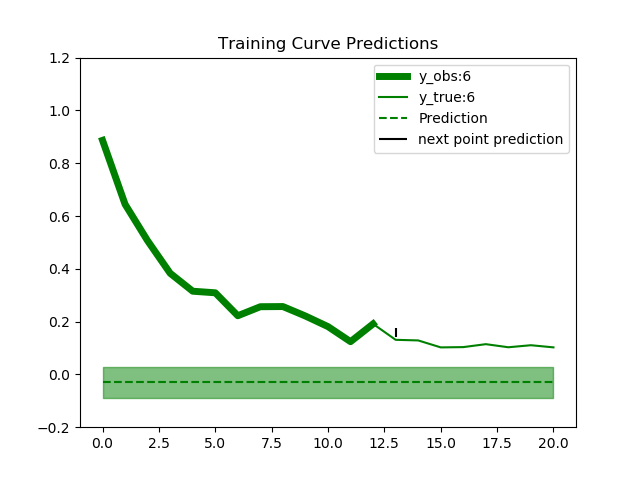 Training Curve Predictions
y_obs:6
y_true:6
Prediction
next point prediction
1.2
1.0
0.8
0.6
0.4
0.2
0.0
−0.2
0.0 2.5 5.0 7.5 10.0 12.5 15.0 17.5 20.0